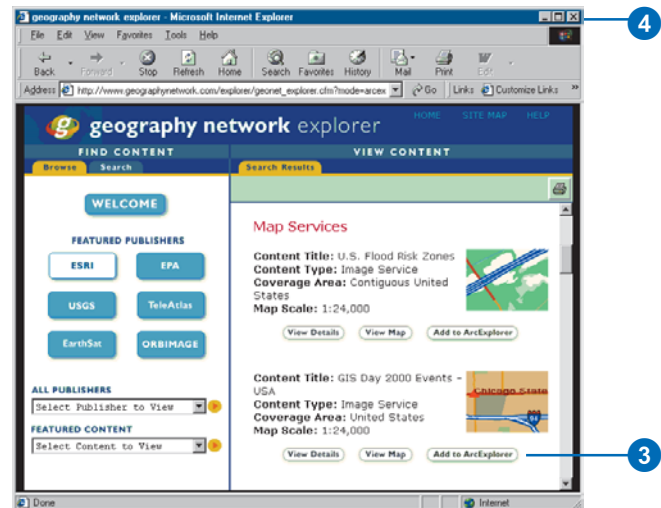 geography network explorer - Microsoft Internet Explorer
4
File Edit View Favorites Tools Help
Back Forward Stop Refresh Home Search Favorites History Mail Print Edit
Address http://www.geographynetwork.com/explorer/geonet_explorer.cfm?mode=arcex Go Links Customize Links »
geography network explorer
HOME SITE MAP HELP
FIND CONTENT
VIEW CONTENT
Browse Search
Search Results
WELCOME
FEATURED PUBLISHERS
ESRI EPA
USGS TeleAtlas
EarthSat ORBIMAGE
ALL PUBLISHERS
Select Publisher to View
FEATURED CONTENT
Select Content to View
Map Services
Content Title: U.S. Flood Risk Zones
Content Type: Image Service
Coverage Area: Contiguous United
States
Map Scale: 1:24,000
View Details View Map Add to ArcExplorer
Content Title: GIS Day 2000 Events -
USA
Content Type: Image Service
Coverage Area: United States
Map Scale: 1:24,000
Chicago State
View Details View Map Add to ArcExplorer
3
Done
Internet